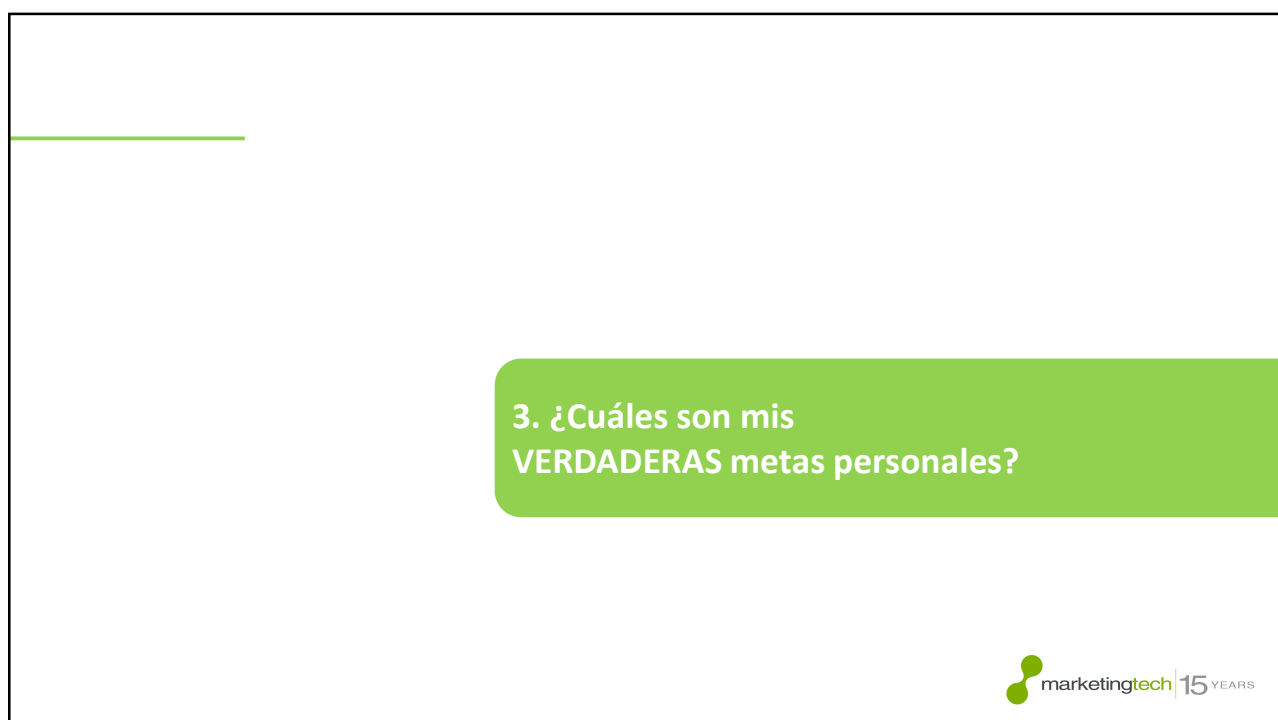 3. ¿Cuáles son mis
VERDADERAS metas personales?
marketingtech 15 YEARS